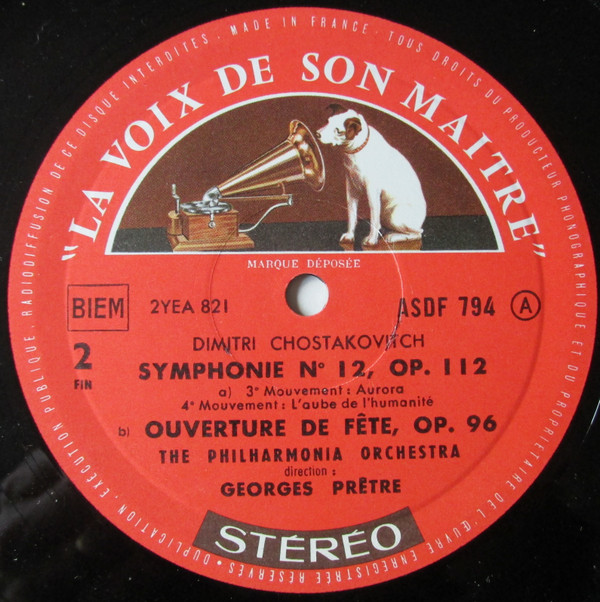 MADE IN FRANCE . TOUS DROITS DU PRODUCTEUR PHONOGRAPHIQUE ET DU PROPRIÉTAIRE DE L'ŒUVRE ENREGISTRÉE RÉSERVÉS . DUPLICATION . EXÉCUTION PUBLIQUE . RADIODIFFUSION DE CE DISQUE INTERDITES .
"LA VOIX DE SON MAITRE"
MARQUE DÉPOSÉE
BIEM 2YEA 821 ASDF 794 A
DIMITRI CHOSTAKOVITCH
2 SYMPHONIE Nº 12, OP. 112
FIN
a) 3e Mouvement : Aurora
4e Mouvement : L'aube de l'humanité
b) OUVERTURE DE FÊTE, OP. 96
THE PHILHARMONIA ORCHESTRA
direction :
GEORGES PRÊTRE
STÉRÉO